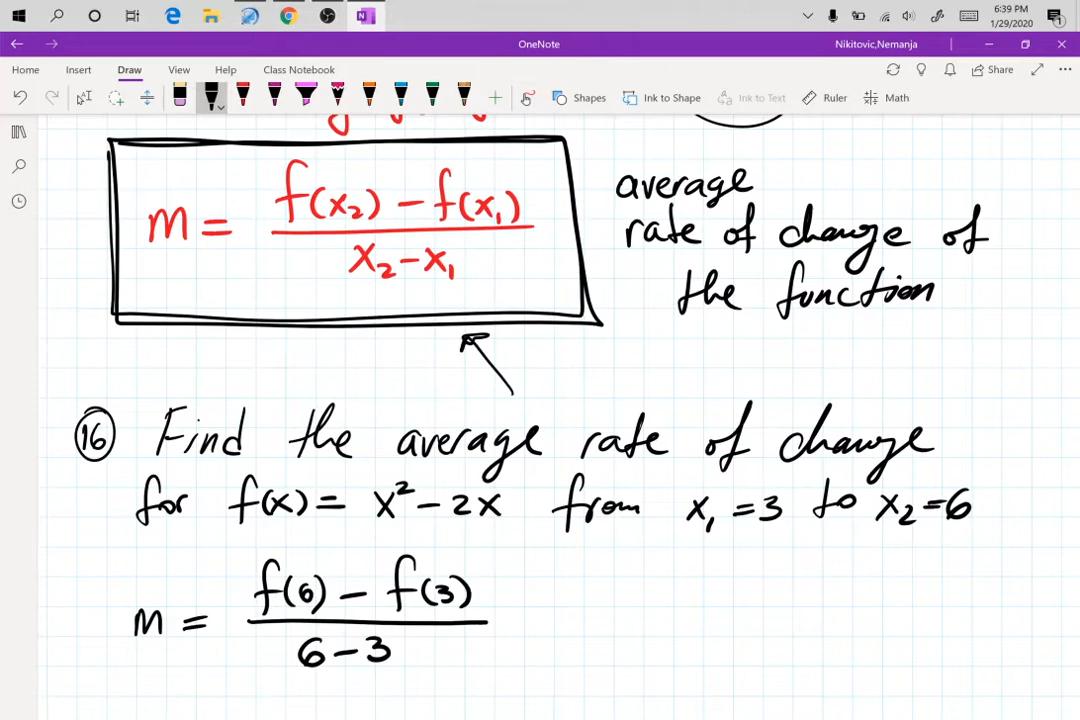 6:39 PM
1/29/2020
OneNote
Nikitovic,Nemanja
Home Insert Draw View Help Class Notebook Share
Shapes Ink to Shape Ink to Text Ruler Math
m = f(x₂) - f(x₁) / x₂ - x₁
average
rate of change of
the function
16 Find the average rate of change
for f(x) = x² - 2x from x₁ = 3 to x₂ = 6
m = f(6) - f(3) / 6 - 3